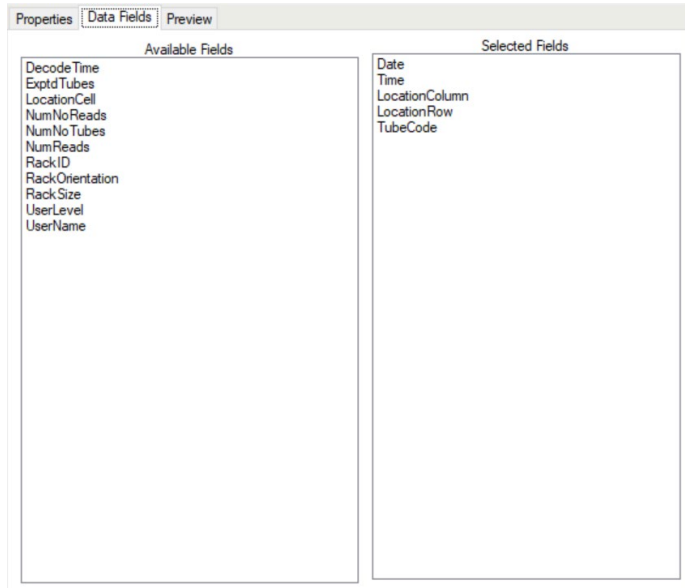 Properties Data Fields Preview
Available Fields
DecodeTime
ExptdTubes
LocationCell
NumNoReads
NumNoTubes
NumReads
RackID
RackOrientation
RackSize
UserLevel
UserName
Selected Fields
Date
Time
LocationColumn
LocationRow
TubeCode